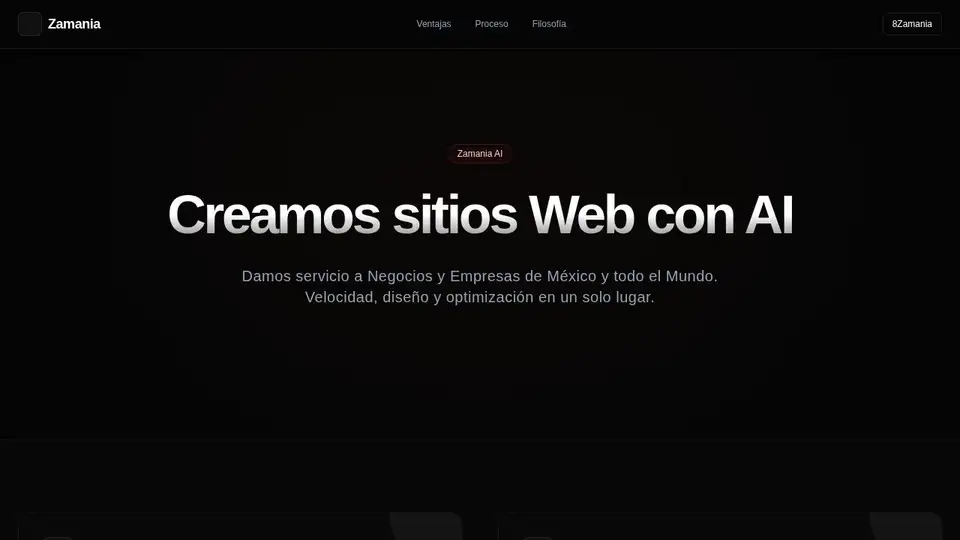 Zamania
Ventajas
Proceso
Filosofía
8Zamania
Zamania AI
Creamos sitios Web con AI
Damos servicio a Negocios y Empresas de México y todo el Mundo.
Velocidad, diseño y optimización en un solo lugar.